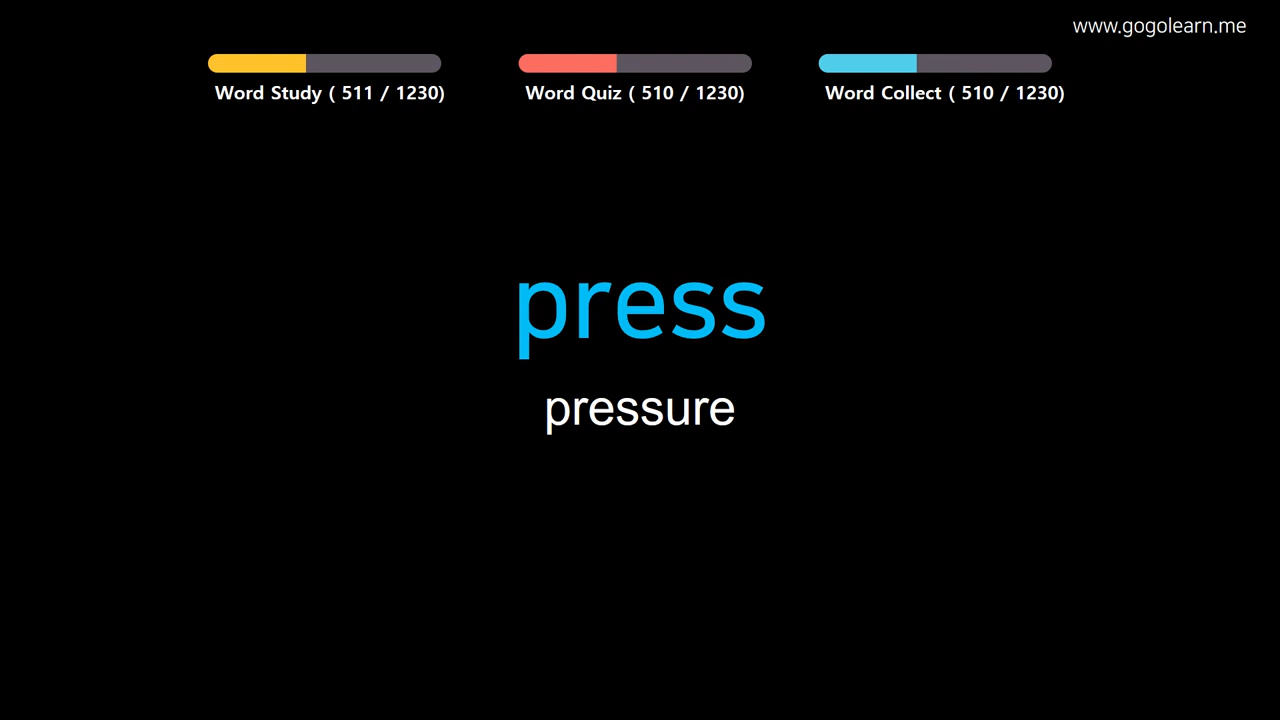 www.gogolearn.me
Word Study ( 511 / 1230)
Word Quiz ( 510 / 1230)
Word Collect ( 510 / 1230)
press
pressure